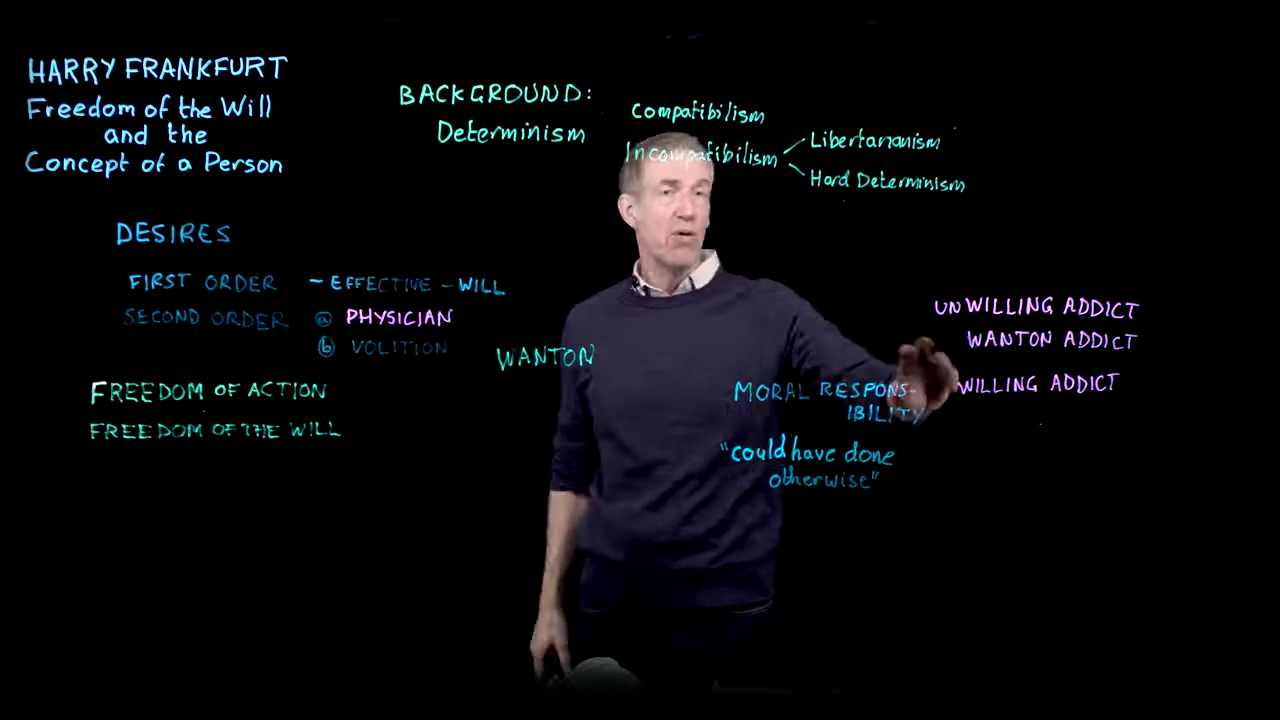 HARRY FRANKFURT
Freedom of the Will
and the
Concept of a Person
BACKGROUND:
Determinism
Compatibilism
Incompatibilism
Libertarianism
Hard Determinism
DESIRES
FIRST ORDER - EFFECTIVE - WILL
SECOND ORDER ⓐ PHYSICIAN
ⓑ VOLITION
WANTON
FREEDOM OF ACTION
FREEDOM OF THE WILL
MORAL RESPONS-
IBILITY
"could have done
otherwise"
UNWILLING ADDICT
WANTON ADDICT
WILLING ADDICT